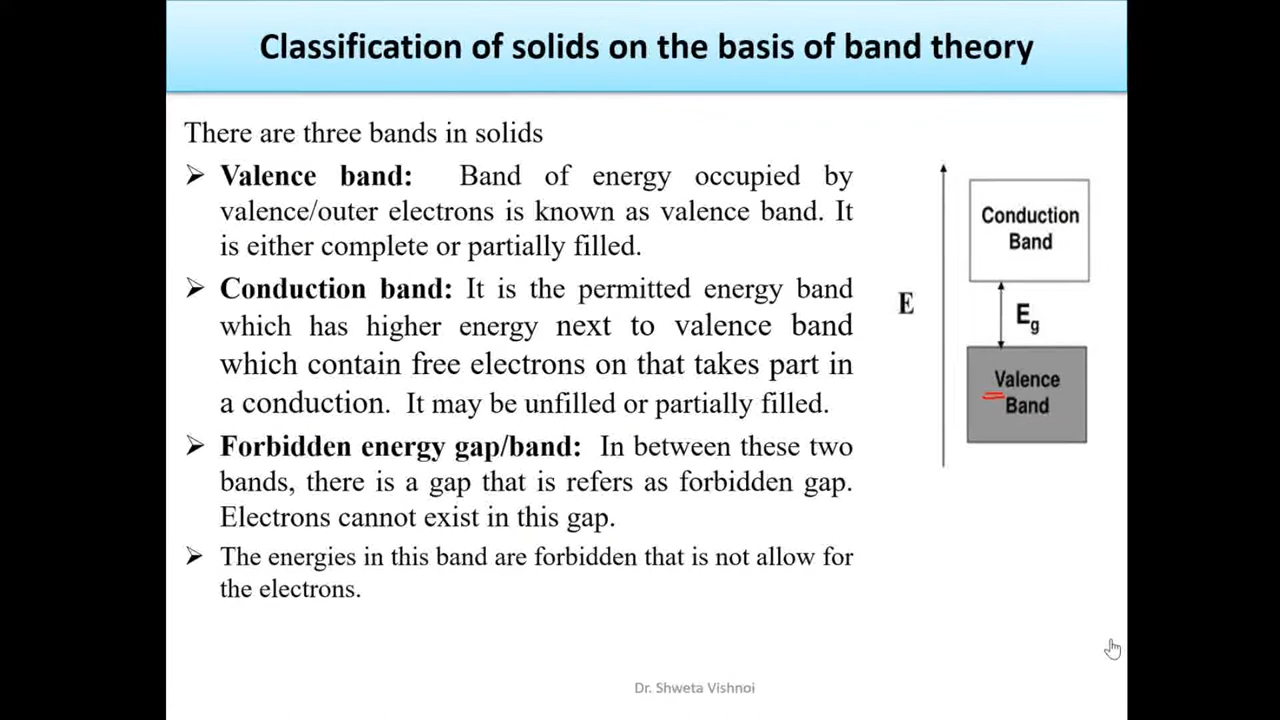 Classification of solids on the basis of band theory
There are three bands in solids
➢ Valence band: Band of energy occupied by
valence/outer electrons is known as valence band. It
is either complete or partially filled.
➢ Conduction band: It is the permitted energy band
which has higher energy next to valence band
which contain free electrons on that takes part in
a conduction. It may be unfilled or partially filled.
➢ Forbidden energy gap/band: In between these two
bands, there is a gap that is refers as forbidden gap.
Electrons cannot exist in this gap.
➢ The energies in this band are forbidden that is not allow for
the electrons.
Conduction
Band
E
Eg
Valence
Band
Dr. Shweta Vishnoi